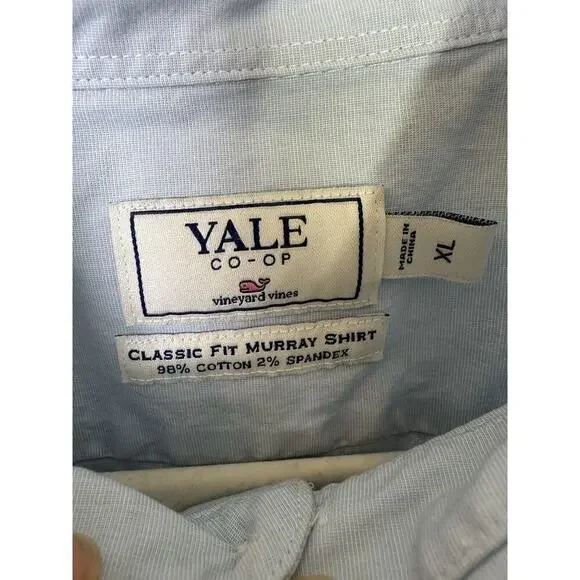 YALE
CO-OP
vineyard vines
CLASSIC FIT MURRAY SHIRT
98% COTTON 2% SPANDEX
MADE IN
CHINA
XL